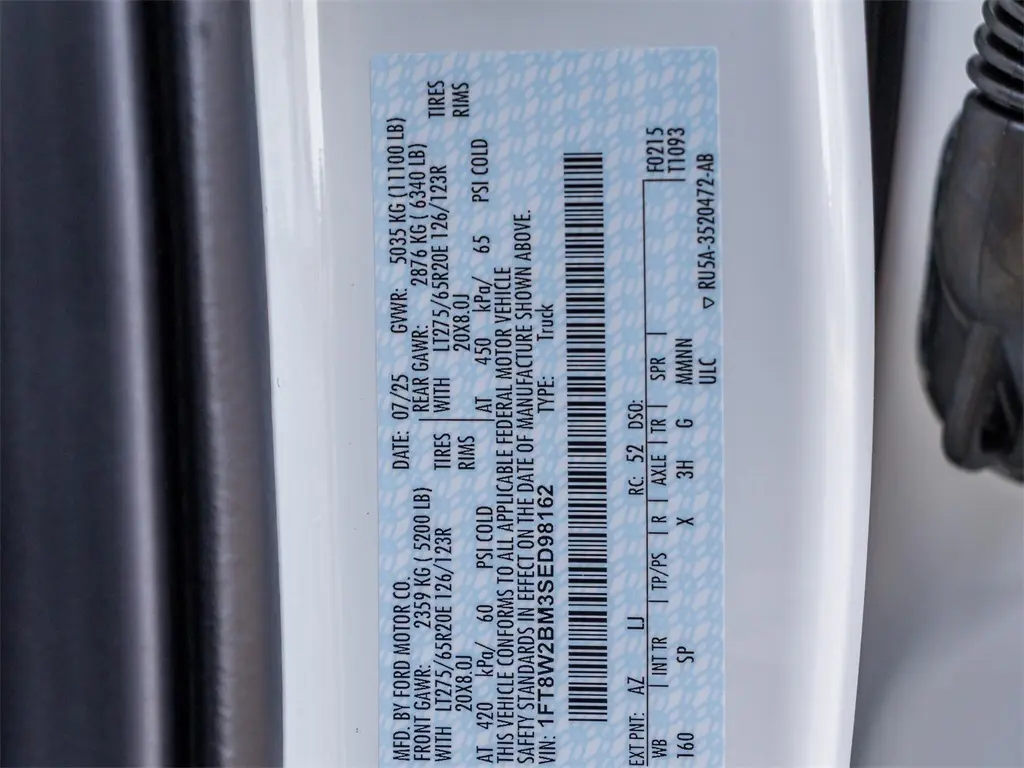 MFD. BY FORD MOTOR CO.
DATE: 07/25 GVWR: 5035 KG (11100 LB)
FRONT GAWR: 2359 KG ( 5200 LB)
REAR GAWR: 2876 KG ( 6340 LB)
WITH LT275/65R20E 126/123R TIRES
WITH LT275/65R20E 126/123R TIRES
20X8.0J RIMS
20X8.0J RIMS
AT 420 kPa/ 60 PSI COLD
AT 450 kPa/ 65 PSI COLD
THIS VEHICLE CONFORMS TO ALL APPLICABLE FEDERAL MOTOR VEHICLE
SAFETY STANDARDS IN EFFECT ON THE DATE OF MANUFACTURE SHOWN ABOVE.
VIN: 1FT8W2BM3SED98162 TYPE: Truck
EXT PNT: AZ LJ RC: 52 DSO: F0215
WB INT TR TP/PS R AXLE TR SPR T1093
160 SP X 3H G MMNNN
ULC ▽ RU5A-3520472-AB